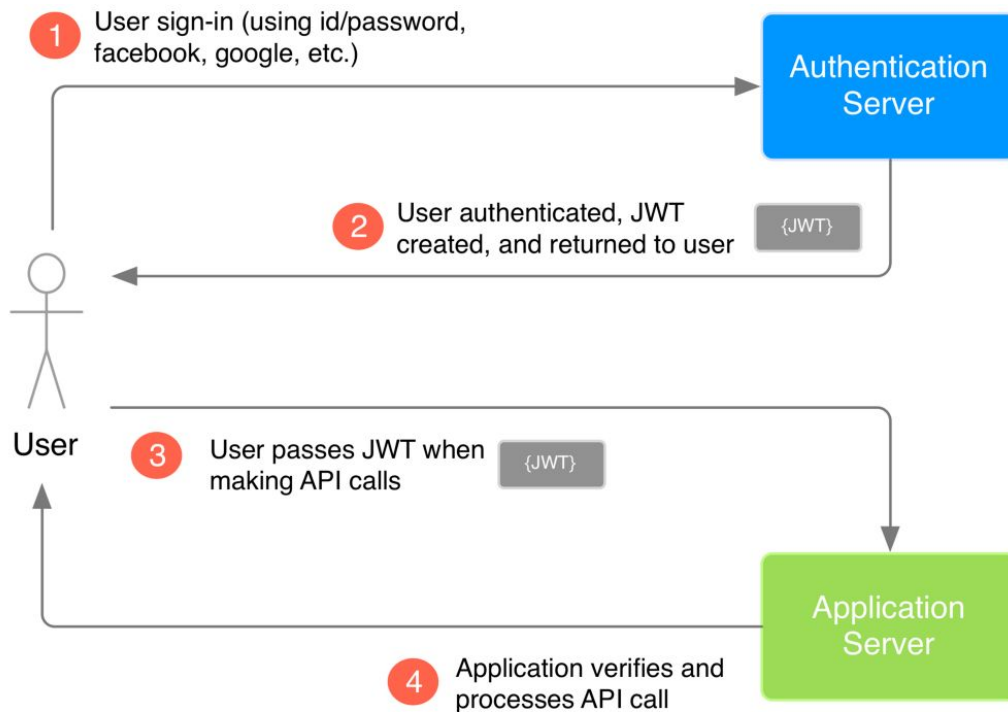 1
User sign-in (using id/password,
facebook, google, etc.)
Authentication
Server
2
User authenticated, JWT
created, and returned to user
{JWT}
User
3
User passes JWT when
making API calls
{JWT}
Application
Server
4
Application verifies and
processes API call